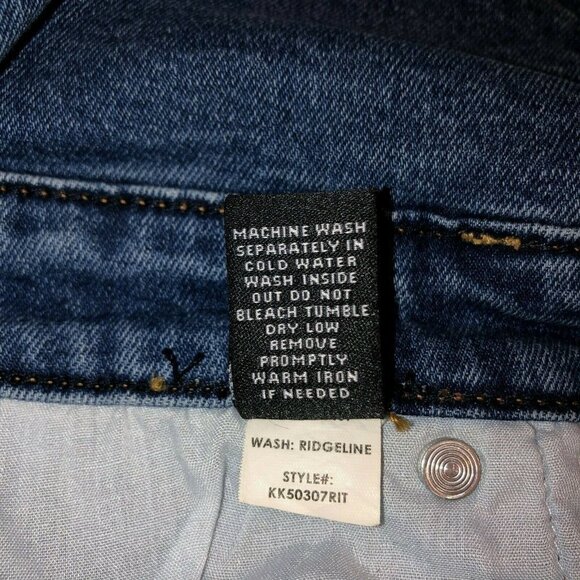 MACHINE WASH
SEPARATELY IN
COLD WATER
WASH INSIDE
OUT DO NOT
BLEACH TUMBLE
DRY LOW
REMOVE
PROMPTLY
WARM IRON
IF NEEDED
WASH: RIDGELINE
STYLE#:
KK50307RIT